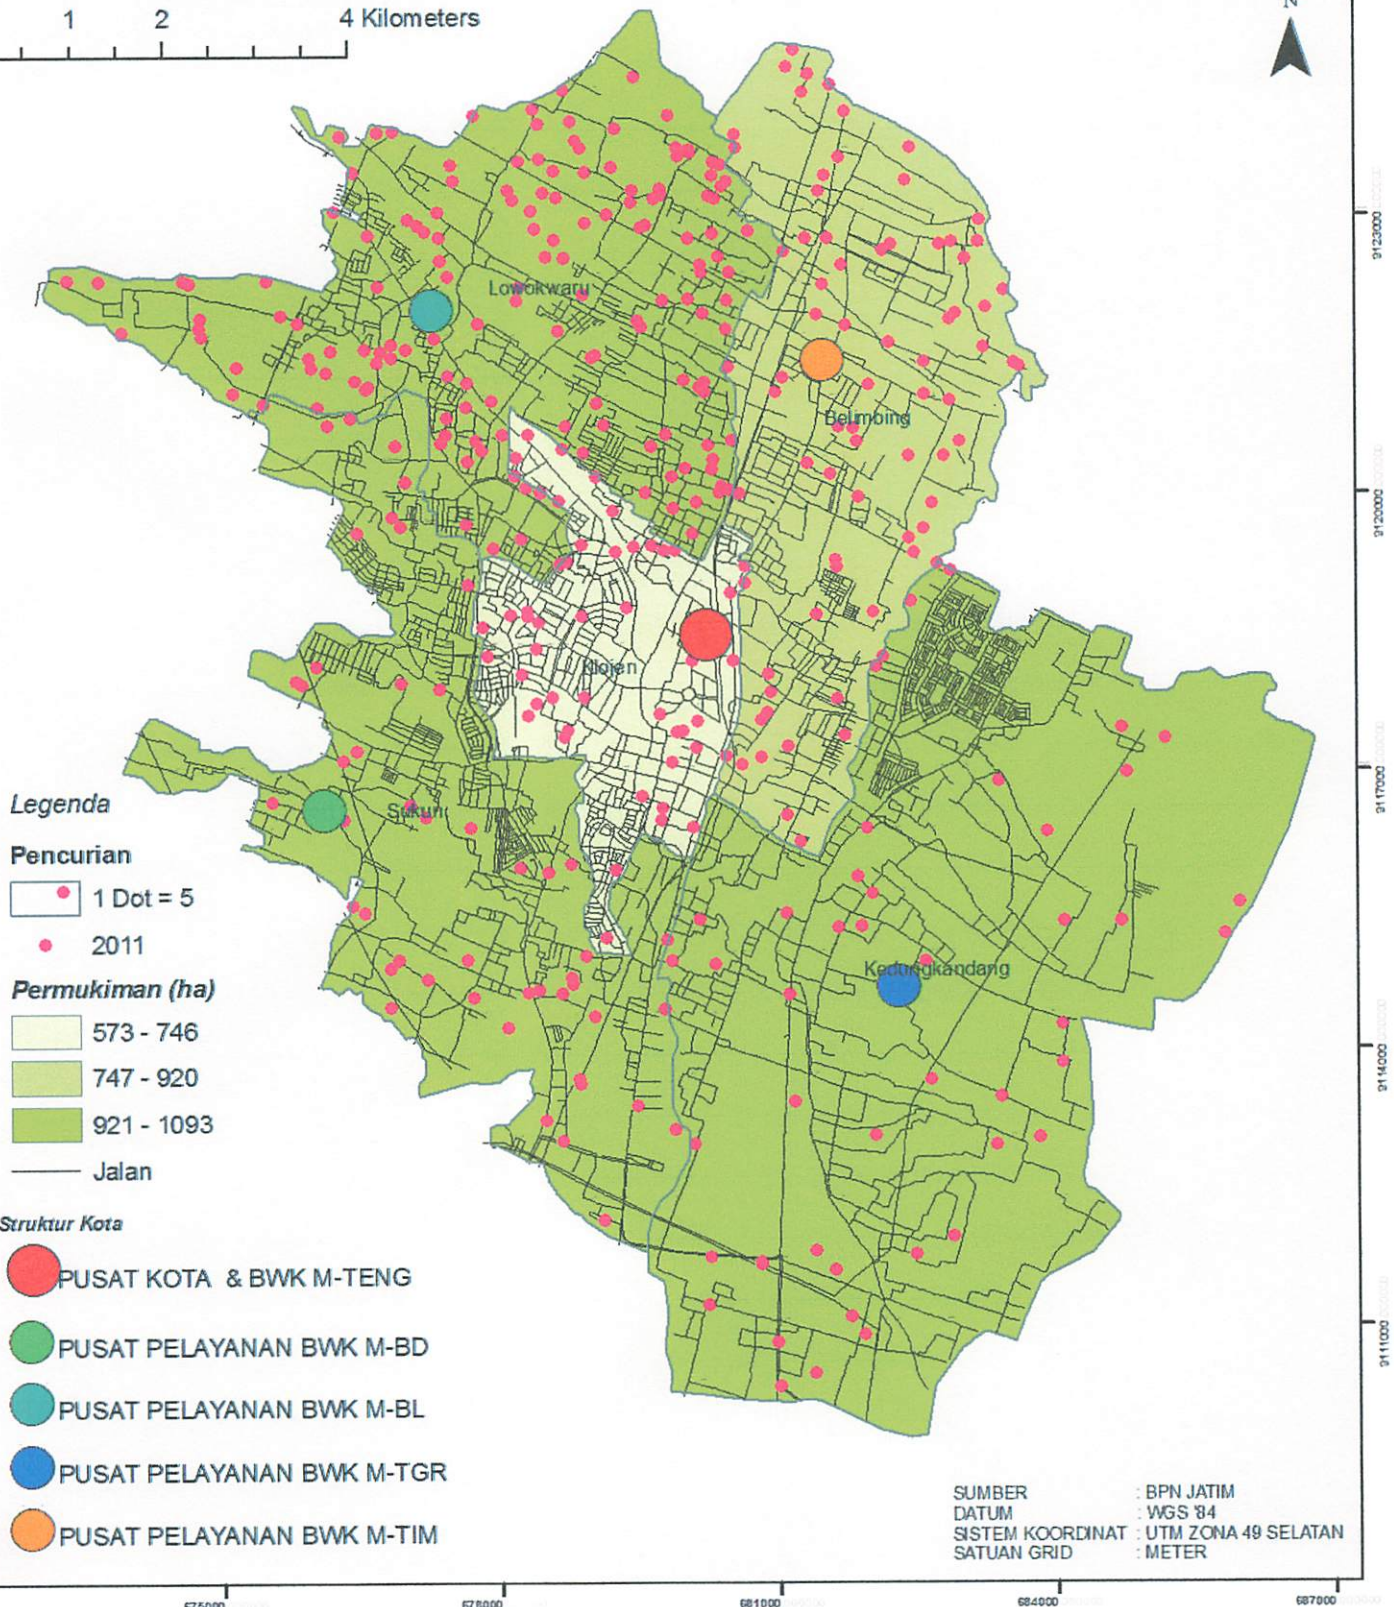 1 2 4 Kilometers
N
Lowokwaru
Belimbing
Klojen
Sukun
Kedungkandang
9123000
9120000
9117000
9114000
9111000
Legenda
Pencurian
1 Dot = 5
2011
Permukiman (ha)
573 - 746
747 - 920
921 - 1093
Jalan
Struktur Kota
PUSAT KOTA & BWK M-TENG
PUSAT PELAYANAN BWK M-BD
PUSAT PELAYANAN BWK M-BL
PUSAT PELAYANAN BWK M-TGR
PUSAT PELAYANAN BWK M-TIM
SUMBER : BPN JATIM
DATUM : WGS '84
SISTEM KOORDINAT : UTM ZONA 49 SELATAN
SATUAN GRID : METER
675000 678000 681000 684000 687000